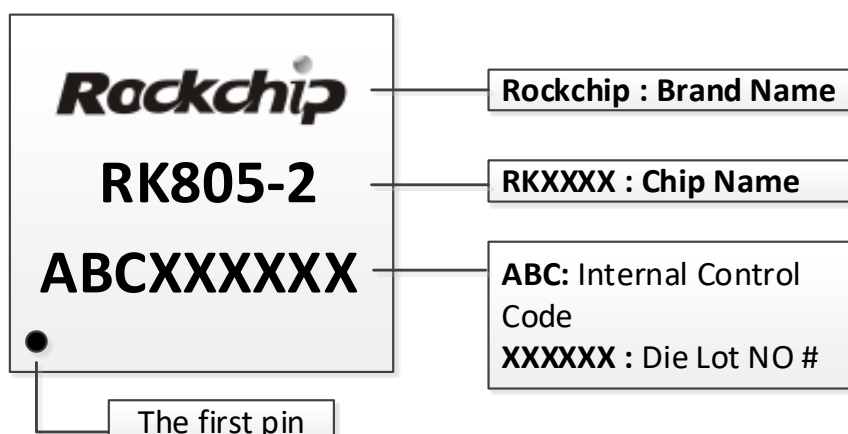 Rockchip
RK805-2
ABCXXXXXX
Rockchip : Brand Name
RKXXXX : Chip Name
ABC: Internal Control
Code
XXXXXX : Die Lot NO #
The first pin